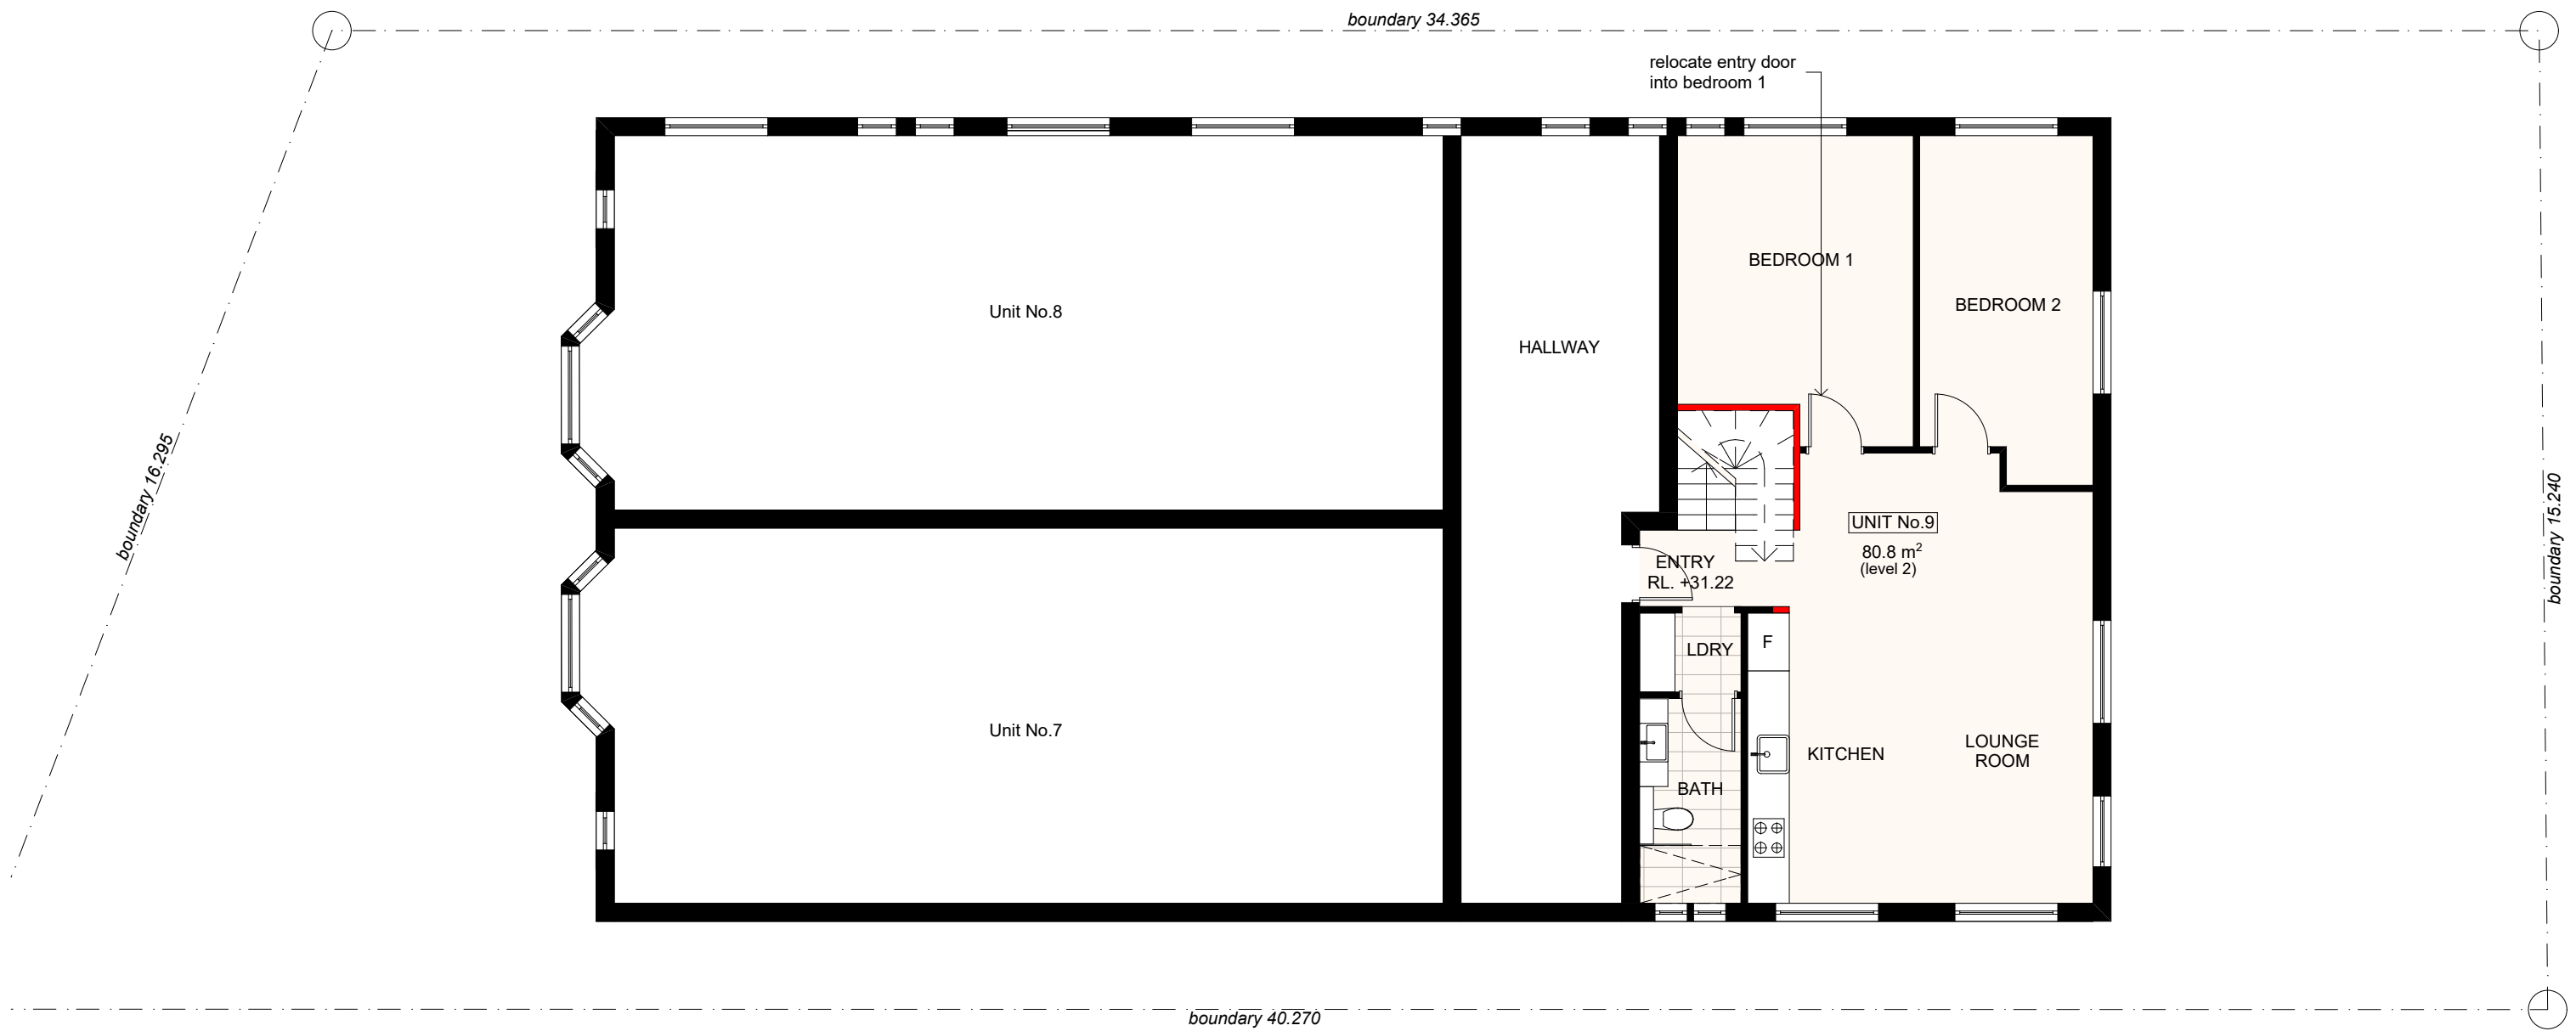 boundary 34.365
relocate entry door
into bedroom 1
BEDROOM 1
BEDROOM 2
Unit No.8
HALLWAY
boundary 16.295
boundary 15.240
UNIT No.9
80.8 m²
(level 2)
ENTRY
RL. +31.22
LDRY
F
Unit No.7
KITCHEN
LOUNGE
ROOM
BATH
boundary 40.270